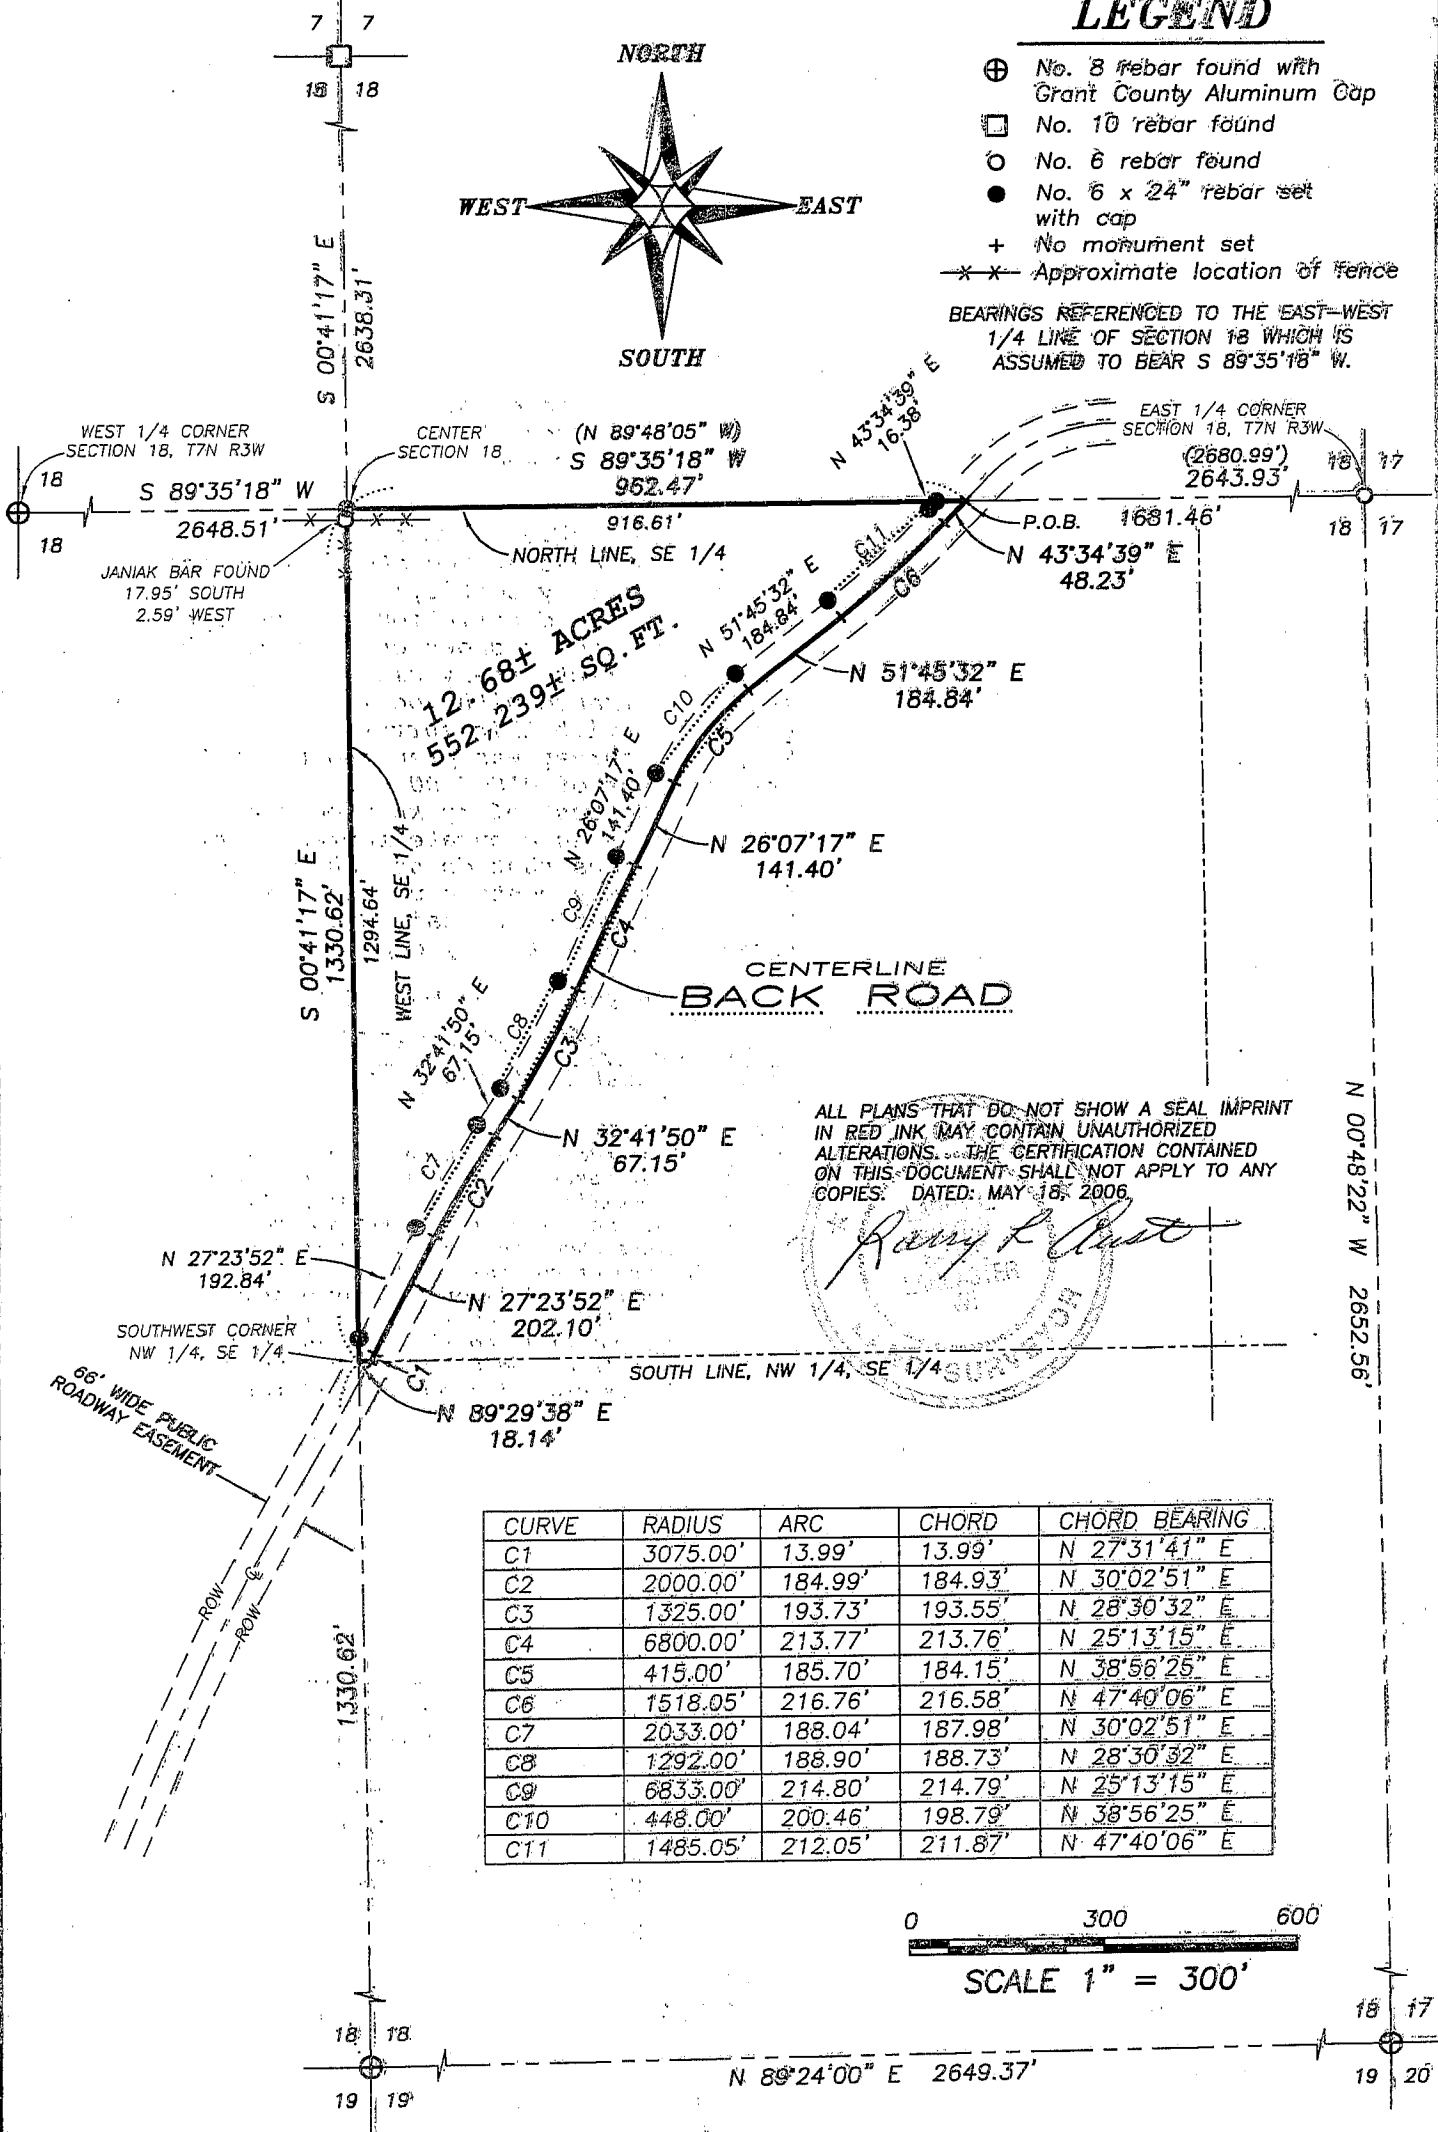 7 7
18 18
NORTH
WEST
EAST
SOUTH
LEGEND
No. 8 rebar found with
Grant County Aluminum Cap
No. 10 rebar found
No. 6 rebar found
No. 6 x 24" rebar set
with cap
+ No monument set
-x-x- Approximate location of fence
BEARINGS REFERENCED TO THE EAST-WEST
1/4 LINE OF SECTION 18 WHICH IS
ASSUMED TO BEAR S 89°35'18" W.
S 00°41'17" E
2638.31'
WEST 1/4 CORNER
SECTION 18, T7N R3W
18
18
S 89°35'18" W
2648.51'
CENTER
SECTION 18
(N 89°48'05" W)
S 89°35'18" W
962.47'
916.61'
NORTH LINE, SE 1/4
N 43°34'39" E
16.38'
EAST 1/4 CORNER
SECTION 18, T7N R3W
(2680.99')
2643.93'
18 17
18 17
P.O.B.
1681.46'
N 43°34'39" E
48.23'
JANIAK BAR FOUND
17.95' SOUTH
2.59' WEST
12.68± ACRES
552,239± SQ.FT.
C11
C6
N 51°45'32" E
184.84'
N 51°45'32" E
184.84'
C10
C5
N 26°07'17" E
141.40'
N 26°07'17" E
141.40'
S 00°41'17" E
1330.62'
1294.64'
WEST LINE, SE 1/4
C9
C4
CENTERLINE
BACK ROAD
C8
C3
N 32°41'50" E
67.15'
N 32°41'50" E
67.15'
C7
C2
ALL PLANS THAT DO NOT SHOW A SEAL IMPRINT
IN RED INK MAY CONTAIN UNAUTHORIZED
ALTERATIONS. THE CERTIFICATION CONTAINED
ON THIS DOCUMENT SHALL NOT APPLY TO ANY
COPIES. DATED: MAY 18, 2006
SURVEYOR
N 00°48'22" W 2652.56'
N 27°23'52" E
192.84'
N 27°23'52" E
202.10'
SOUTHWEST CORNER
NW 1/4, SE 1/4
SOUTH LINE, NW 1/4, SE 1/4
C1
N 89°29'38" E
18.14'
66' WIDE PUBLIC
ROADWAY EASEMENT
ROW
ROW
1330.62'
CURVE RADIUS ARC CHORD CHORD BEARING
C1 3075.00' 13.99' 13.99' N 27°31'41" E
C2 2000.00' 184.99' 184.93' N 30°02'51" E
C3 1325.00' 193.73' 193.55' N 28°30'32" E
C4 6800.00' 213.77' 213.76' N 25°13'15" E
C5 415.00' 185.70' 184.15' N 38°56'25" E
C6 1518.05' 216.76' 216.58' N 47°40'06" E
C7 2033.00' 188.04' 187.98' N 30°02'51" E
C8 1292.00' 188.90' 188.73' N 28°30'32" E
C9 6833.00' 214.80' 214.79' N 25°13'15" E
C10 448.00' 200.46' 198.79' N 38°56'25" E
C11 1485.05' 212.05' 211.87' N 47°40'06" E
0 300 600
SCALE 1" = 300'
18 18
19 19
N 89°24'00" E 2649.37'
18 17
19 20